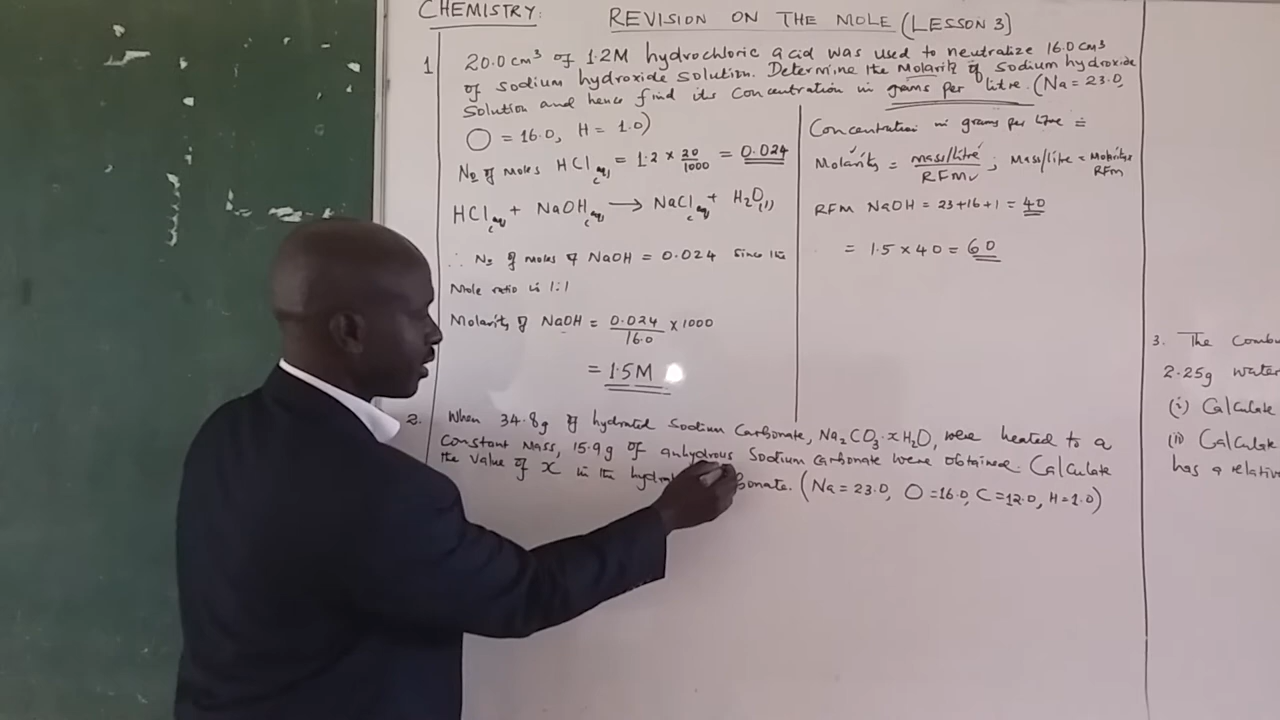 CHEMISTRY:
REVISION ON THE MOLE (LESSON 3)
1 20.0 cm³ of 1.2M hydrochloric acid was used to neutralize 16.0 cm³
of sodium hydroxide solution. Determine the Molarity of sodium hydroxide
solution and hence find its concentration in grams per litre. (Na = 23.0,
O = 16.0, H = 1.0)
No of moles HCl(aq) = 1.2 × 20/1000 = 0.024
HCl(aq) + NaOH(aq) → NaCl(aq) + H₂O(l)
∴ No of moles of NaOH = 0.024 since the
Mole ratio is 1:1
Molarity of NaOH = 0.024/16.0 × 1000
= 1.5M
Concentration in grams per litre =
Molarity = mass/litre / RFM ; Mass/litre = Molarity ×
RFM
RFM NaOH = 23+16+1 = 40
= 1.5 × 40 = 60
2. When 34.8g of hydrated sodium carbonate, Na₂CO₃.xH₂O, were heated to a
constant mass, 15.9g of anhydrous sodium carbonate were obtained. Calculate
the value of x in the (Na = 23.0, O = 16.0, C = 12.0, H = 1.0)
3. The
2.25g water
(i) Calculate
(ii) Calculate
has a